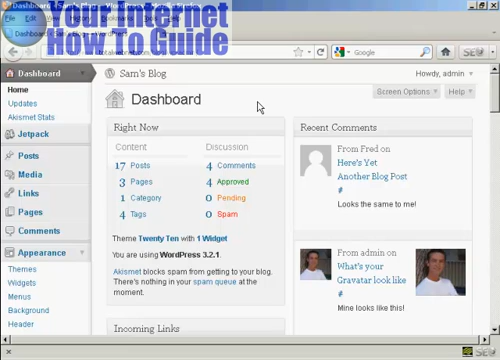 Your Internet
How To Guide
Sam's Blog
WordPress
Google
Dashboard
Home
Updates
Akismet Stats
Jetpack
Posts
Media
Links
Pages
Comments
Appearance
Themes
Widgets
Menus
Background
Header
Sam's Blog
Howdy, admin
Screen Options
Help
Dashboard
Right Now
Content
Discussion
17 Posts
4 Comments
3 Pages
4 Approved
1 Category
0 Pending
4 Tags
0 Spam
Theme Twenty Ten with 1 Widget
You are using WordPress 3.2.1.
Akismet blocks spam from getting to your blog.
There's nothing in your spam queue at the
moment.
Incoming Links
Recent Comments
From Fred on
Here's Yet
Another Blog Post
#
Looks the same to me!
From admin on
What's your
Gravatar look like
#
Mine looks like this!